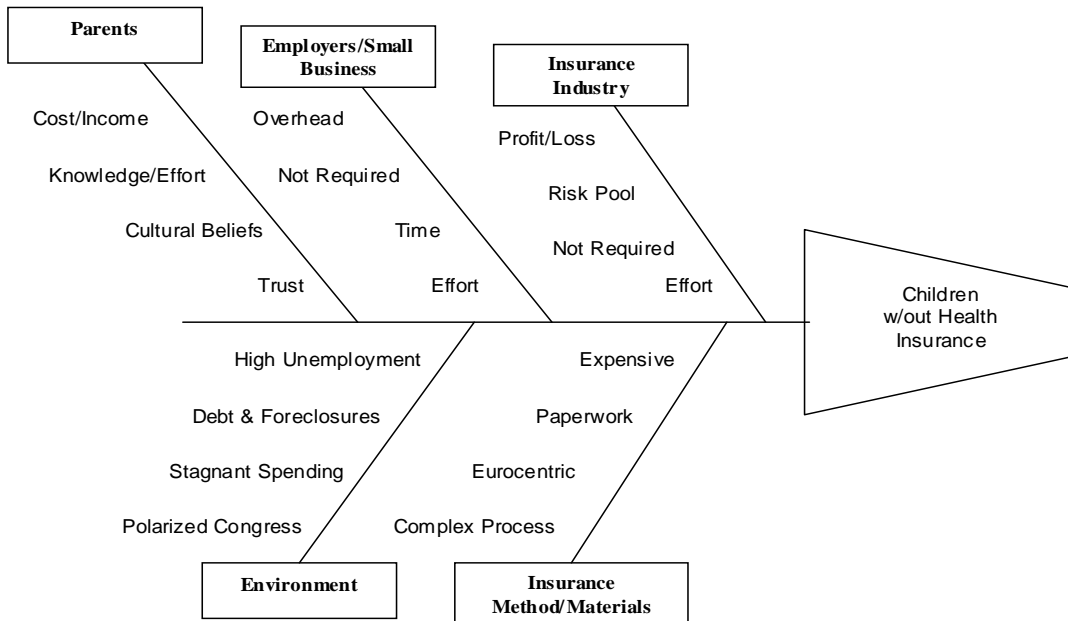 Parents
Cost/Income
Knowledge/Effort
Cultural Beliefs
Trust
Employers/Small
Business
Overhead
Not Required
Time
Effort
Insurance
Industry
Profit/Loss
Risk Pool
Not Required
Effort
Children
w/out Health
Insurance
High Unemployment
Debt & Foreclosures
Stagnant Spending
Polarized Congress
Environment
Expensive
Paperwork
Eurocentric
Complex Process
Insurance
Method/Materials